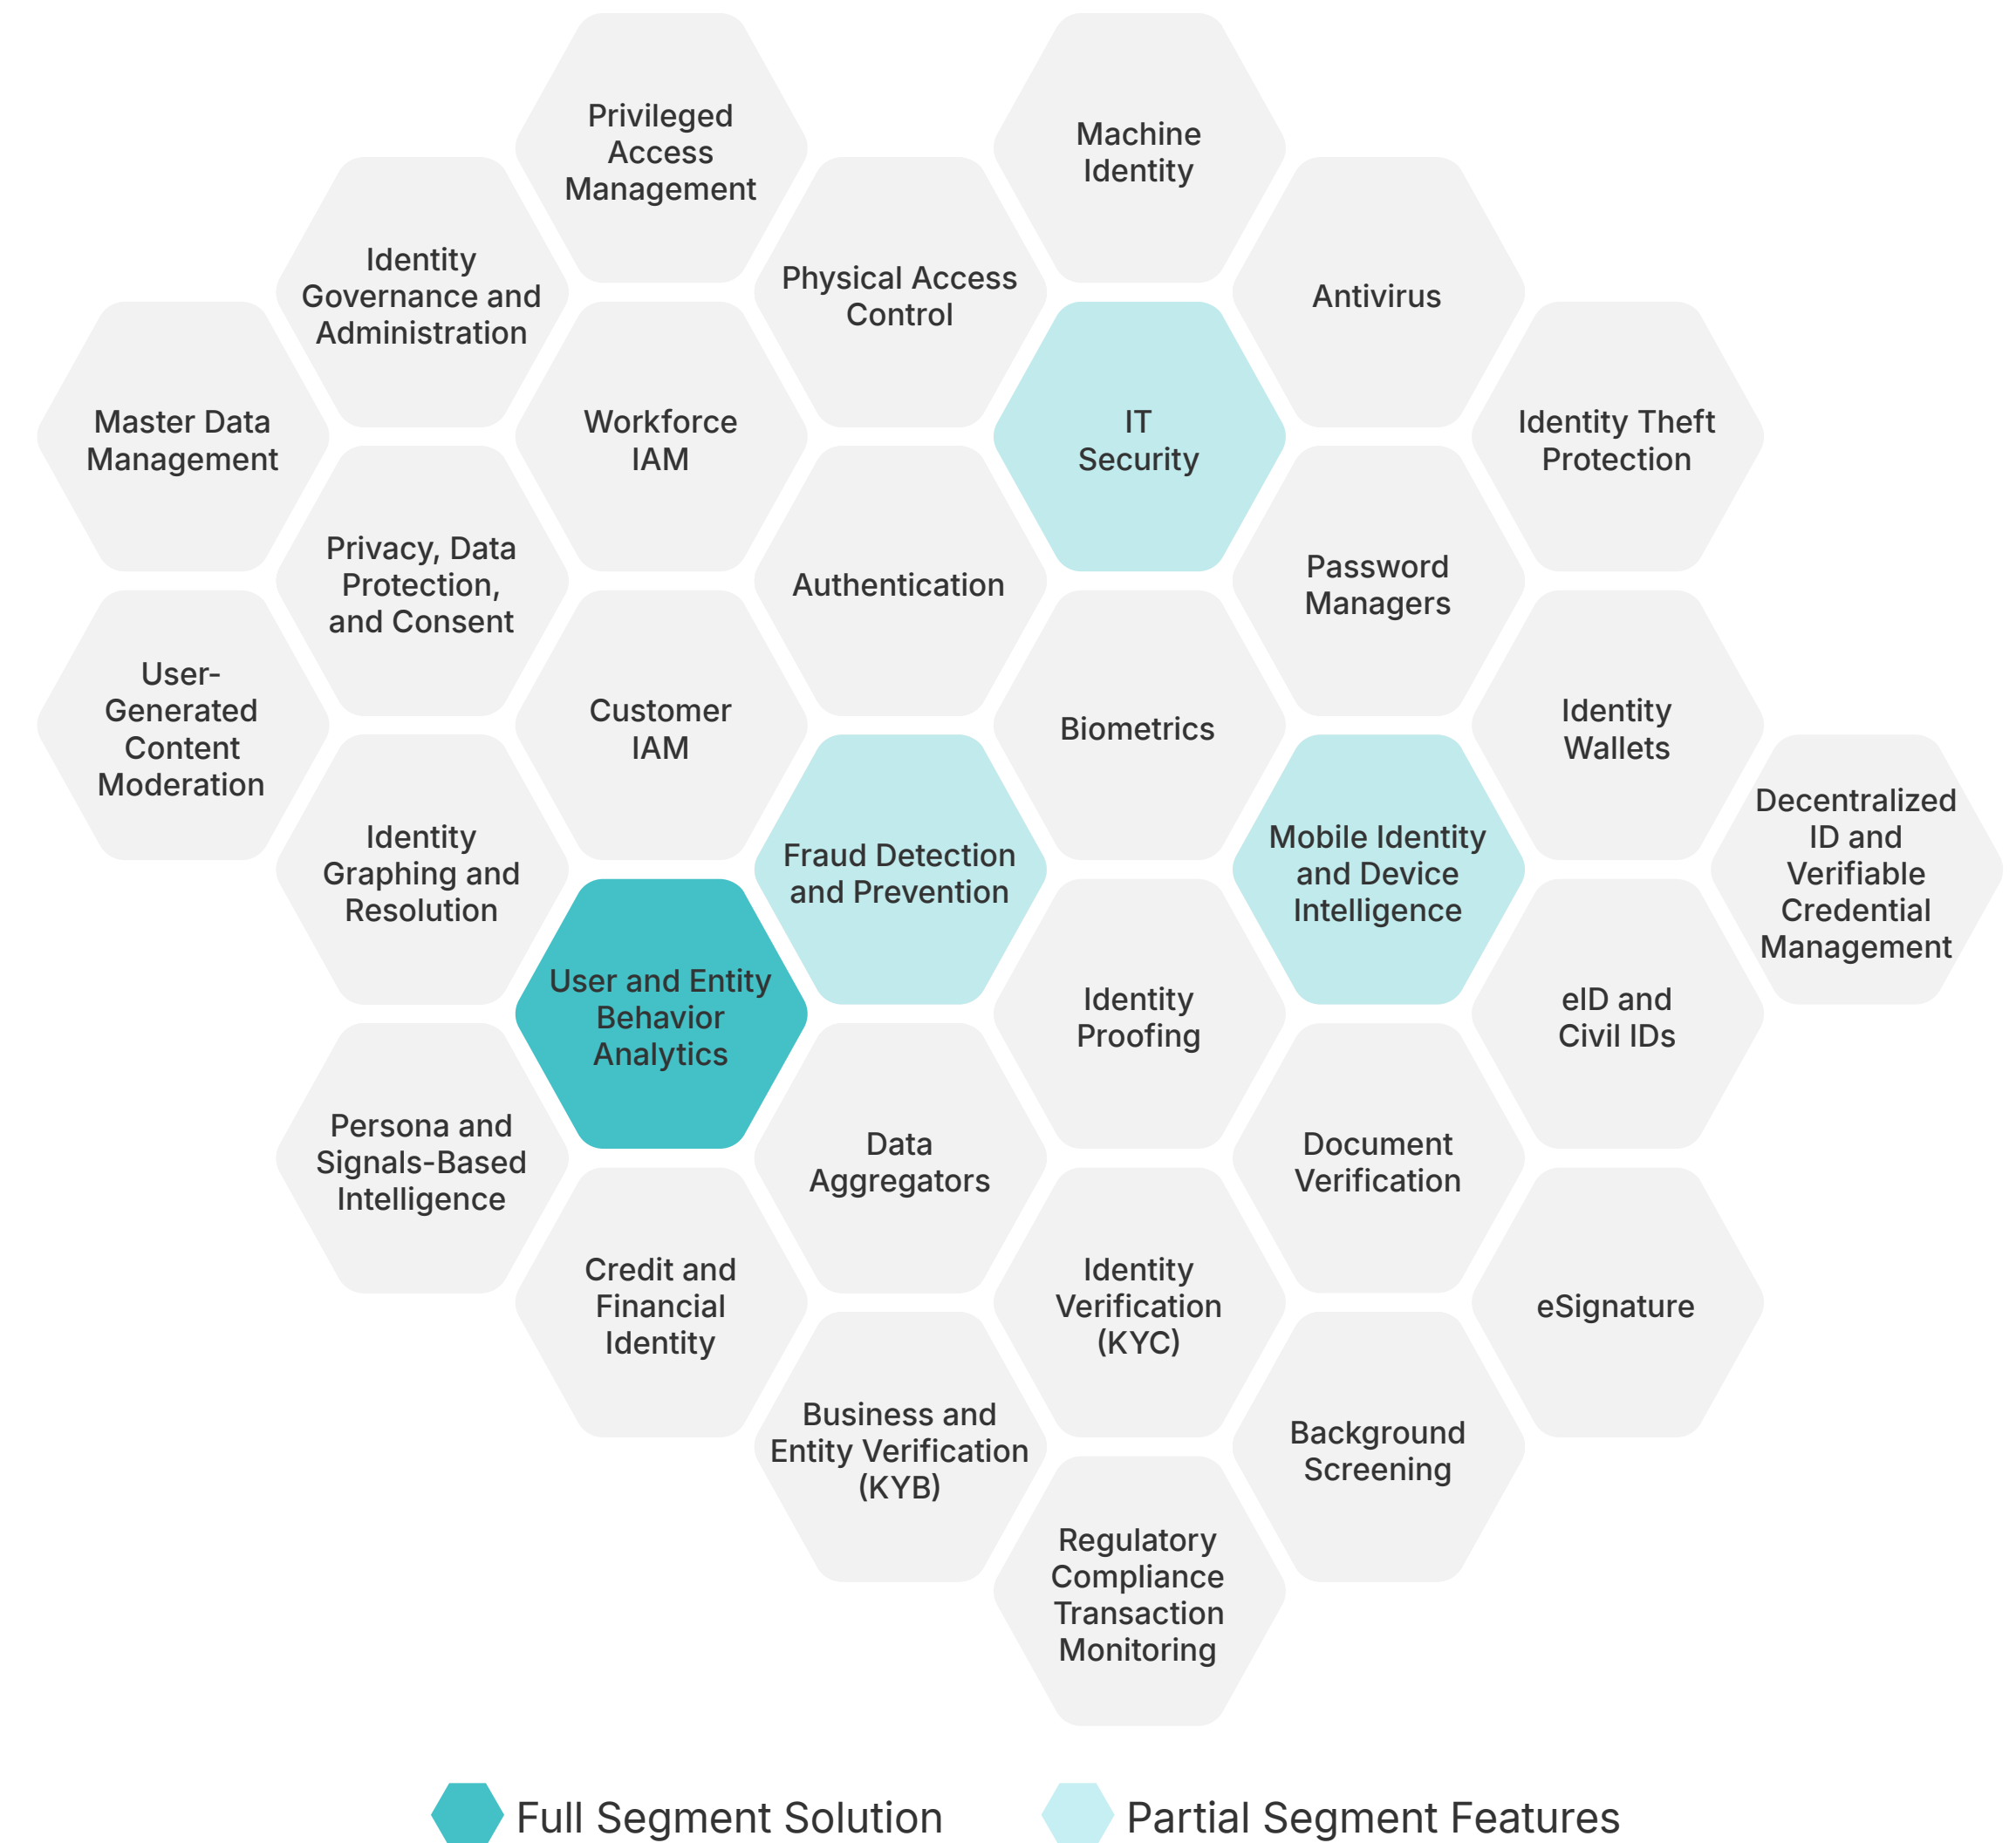 Privileged
Access
Management
Machine
Identity
Identity
Governance and
Administration
Physical Access
Control
Antivirus
Master Data
Management
Workforce
IAM
IT
Security
Identity Theft
Protection
Privacy, Data
Protection,
and Consent
Authentication
Password
Managers
User-
Generated
Content
Moderation
Customer
IAM
Biometrics
Identity
Wallets
Identity
Graphing and
Resolution
Fraud Detection
and Prevention
Mobile Identity
and Device
Intelligence
Decentralized
ID and
Verifiable
Credential
Management
User and Entity
Behavior
Analytics
Identity
Proofing
eID and
Civil IDs
Persona and
Signals-Based
Intelligence
Data
Aggregators
Document
Verification
Credit and
Financial
Identity
Identity
Verification
(KYC)
eSignature
Business and
Entity Verification
(KYB)
Background
Screening
Regulatory
Compliance
Transaction
Monitoring
Full Segment Solution
Partial Segment Features